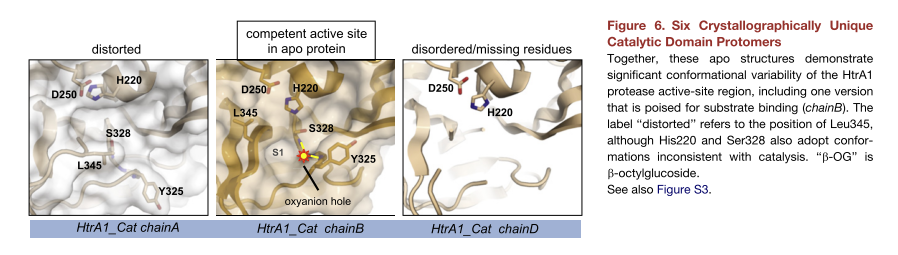 distorted
D250
H220
S328
L345
Y325
HtrA1_Cat chainA
competent active site
in apo protein
D250
H220
L345
S328
S1
Y325
oxyanion hole
HtrA1_Cat chainB
disordered/missing residues
D250
H220
HtrA1_Cat chainD
Figure 6. Six Crystallographically Unique
Catalytic Domain Protomers
Together, these apo structures demonstrate
significant conformational variability of the HtrA1
protease active-site region, including one version
that is poised for substrate binding (chainB). The
label “distorted” refers to the position of Leu345,
although His220 and Ser328 also adopt confor-
mations inconsistent with catalysis. “β-OG” is
β-octylglucoside.
See also Figure S3.